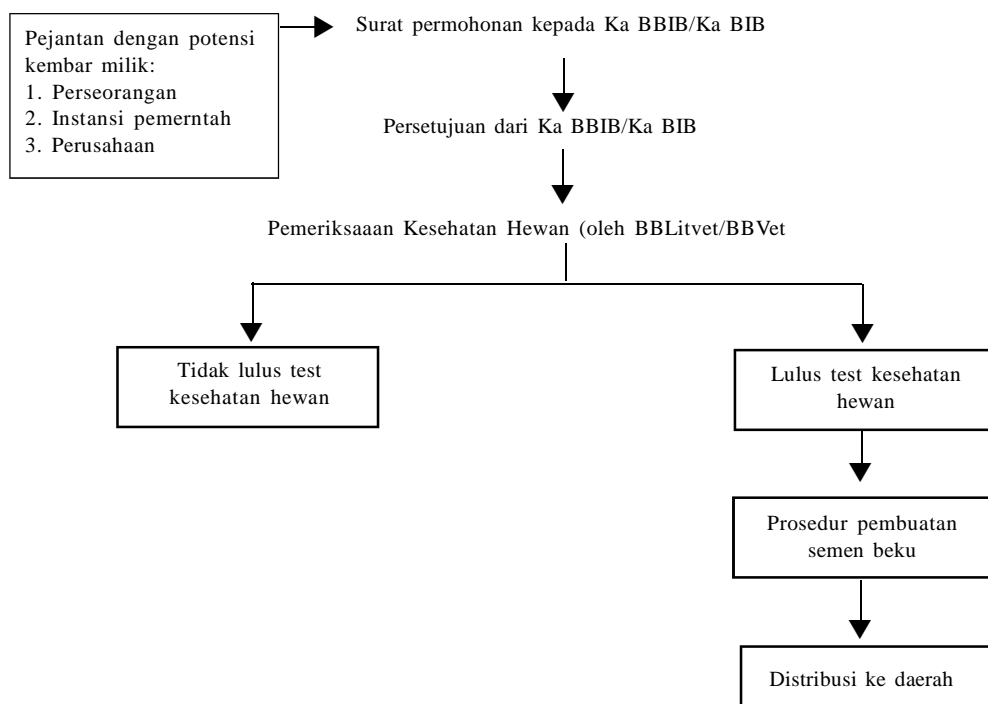 Pejantan dengan potensi
kembar milik:
1. Perseorangan
2. Instansi pemerntah
3. Perusahaan
Surat permohonan kepada Ka BBIB/Ka BIB
Persetujuan dari Ka BBIB/Ka BIB
Pemeriksaaan Kesehatan Hewan (oleh BBLitvet/BBVet
Tidak lulus test
kesehatan hewan
Lulus test kesehatan
hewan
Prosedur pembuatan
semen beku
Distribusi ke daerah